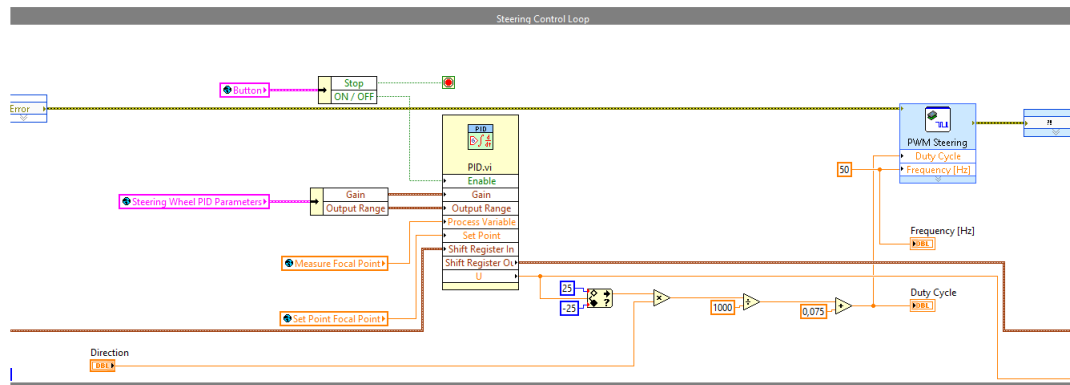 Steering Control Loop
Button
Stop
ON / OFF
Error
PID
PID.vi
Enable
Gain
Output Range
Process Variable
Set Point
Shift Register In
Shift Register Ou
U
Steering Wheel PID Parameters
Gain
Output Range
Measure Focal Point
Set Point Focal Point
Direction
DBL
25
-25
?
1000
0,075
50
PWM Steering
Duty Cycle
Frequency [Hz]
!!
Frequency [Hz]
DBL
Duty Cycle
DBL